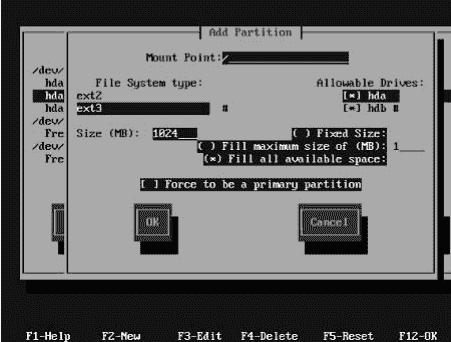 Add Partition
Mount Point:/
/dev/
hda
hda
hda
/dev/
Fre
/dev/
Fre
File System type:
Allowable Drives:
ext2
[*] hda
ext3
#
[*] hdb #
Size (MB): 1024
( ) Fixed Size:
( ) Fill maximum size of (MB): 1
(*) Fill all available space:
[ ] Force to be a primary partition
OK
Cancel
F1-Help F2-New F3-Edit F4-Delete F5-Reset F12-OK